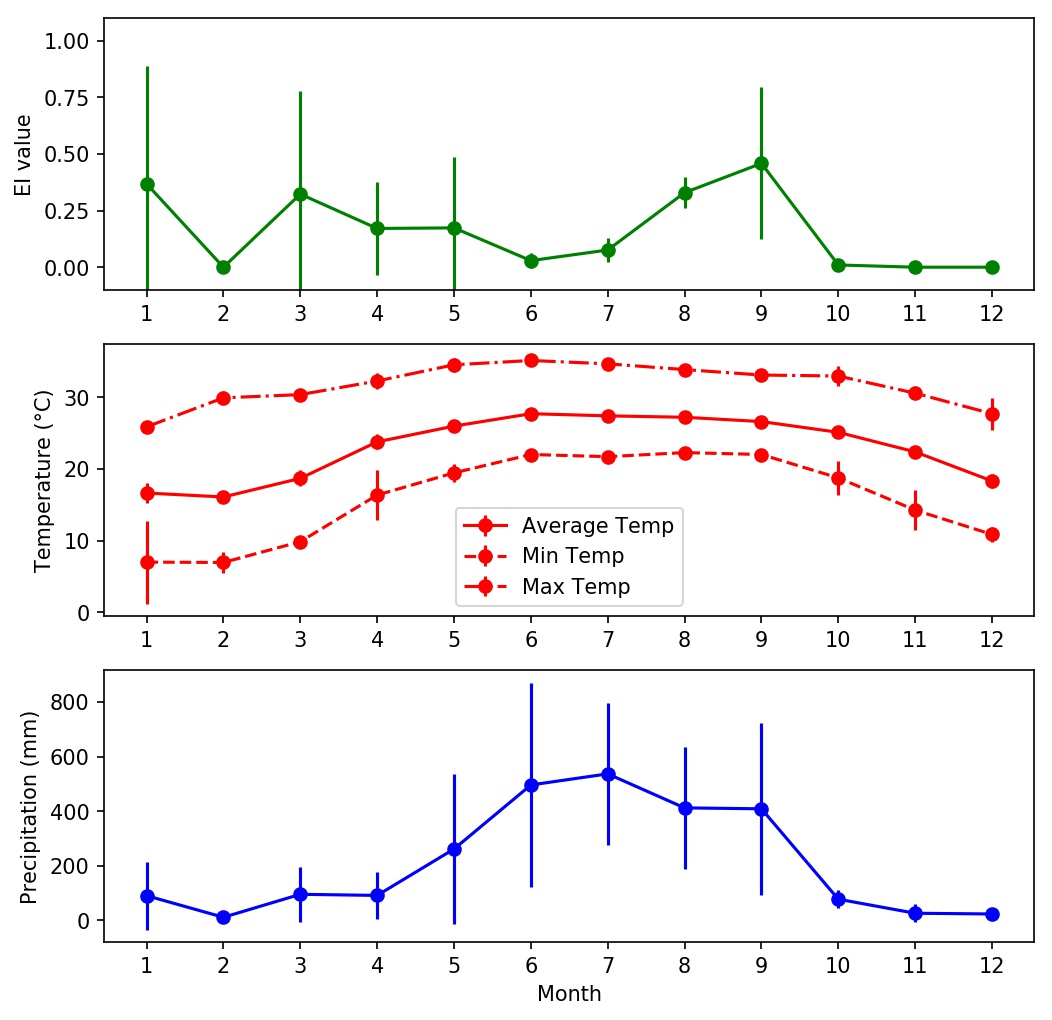 EI value
1.00
0.75
0.50
0.25
0.00
1 2 3 4 5 6 7 8 9 10 11 12
Temperature (°C)
30
20
10
0
Average Temp
Min Temp
Max Temp
1 2 3 4 5 6 7 8 9 10 11 12
Precipitation (mm)
800
600
400
200
0
1 2 3 4 5 6 7 8 9 10 11 12
Month